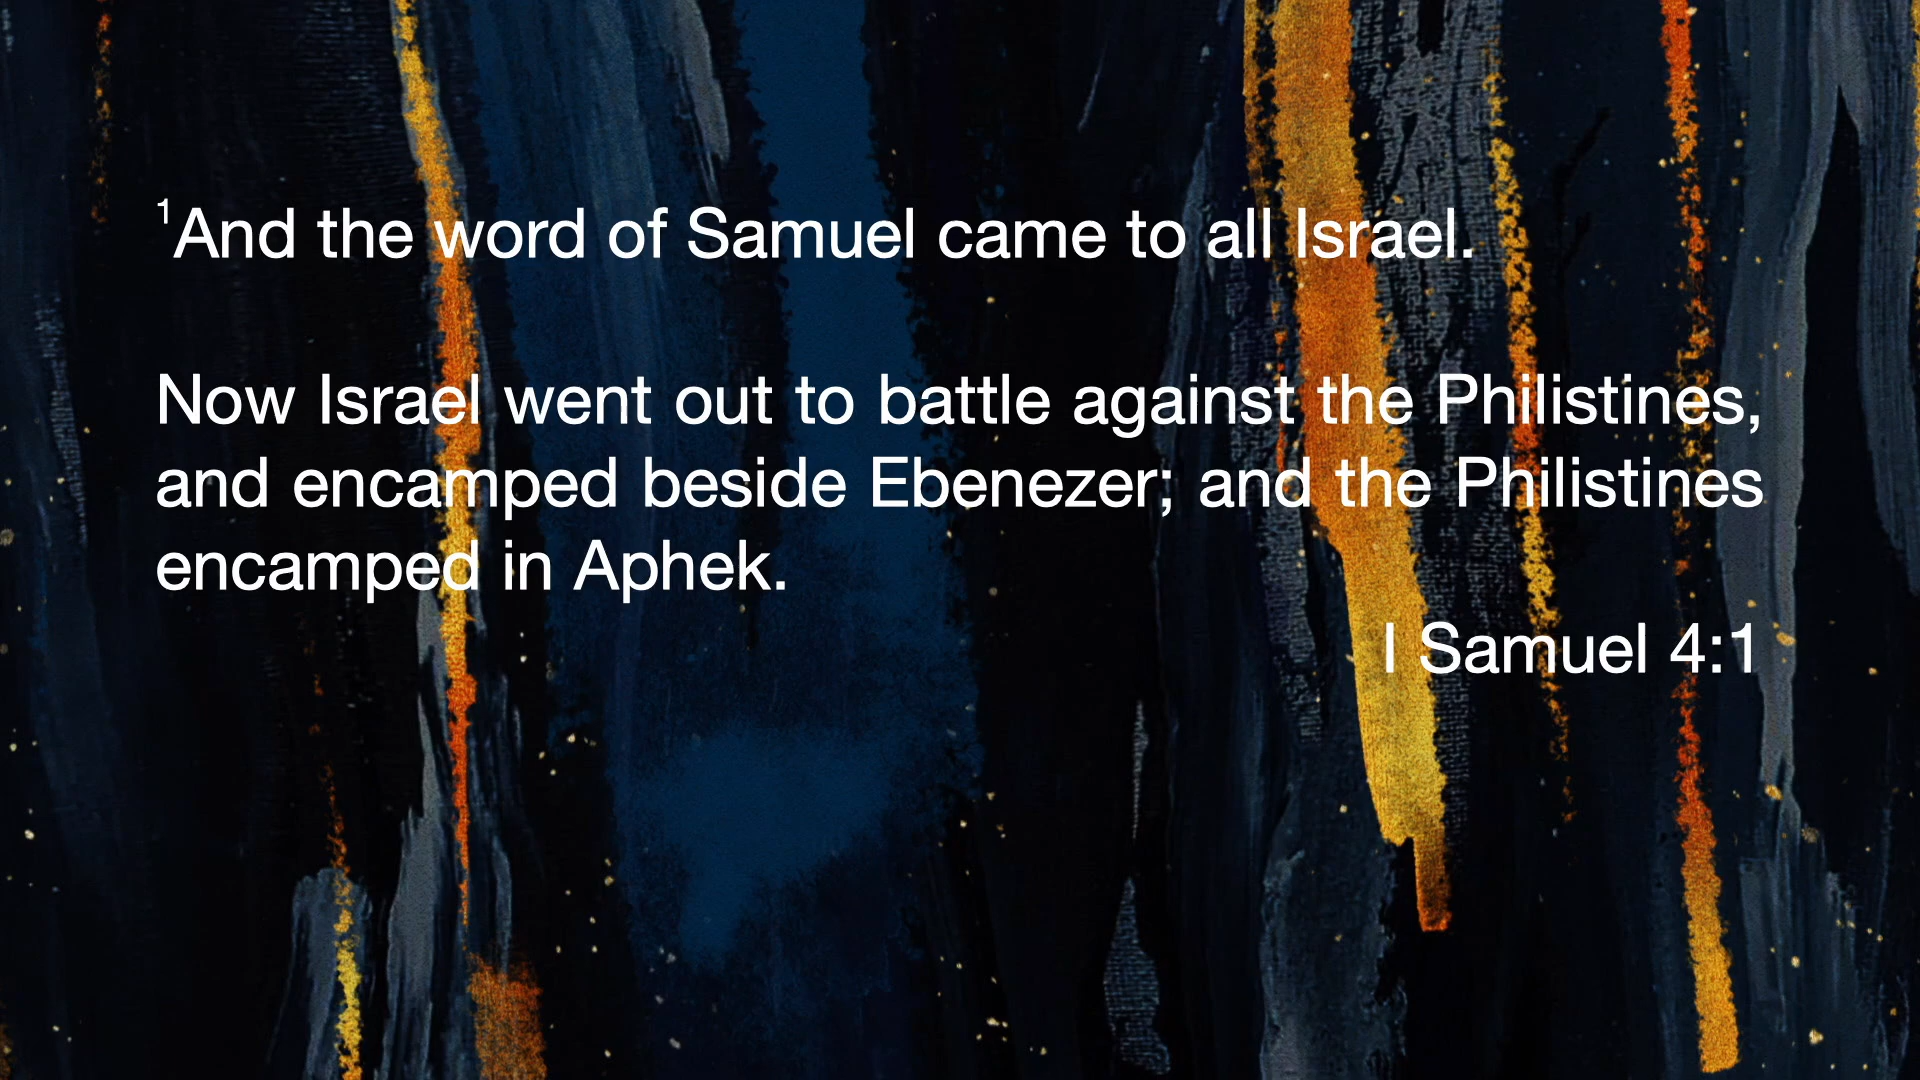 ¹And the word of Samuel came to all Israel.
Now Israel went out to battle against the Philistines,
and encamped beside Ebenezer; and the Philistines
encamped in Aphek.
I Samuel 4:1